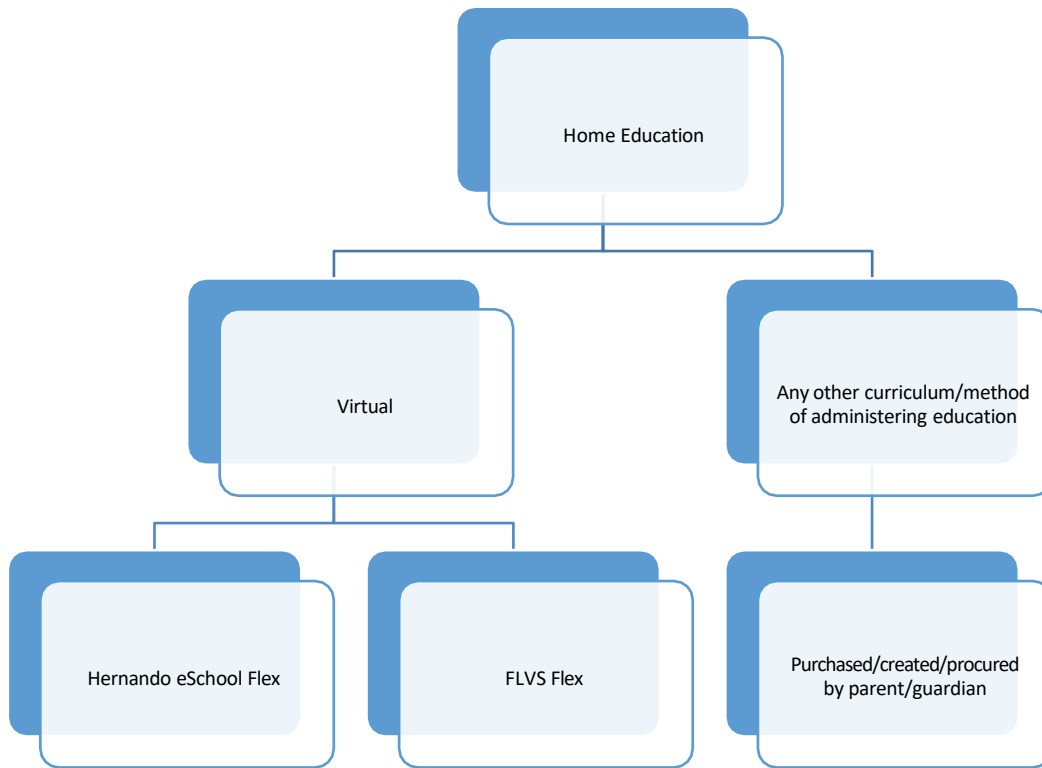 Home Education
Virtual
Any other curriculum/method
of administering education
Hernando eSchool Flex
FLVS Flex
Purchased/created/procured
by parent/guardian